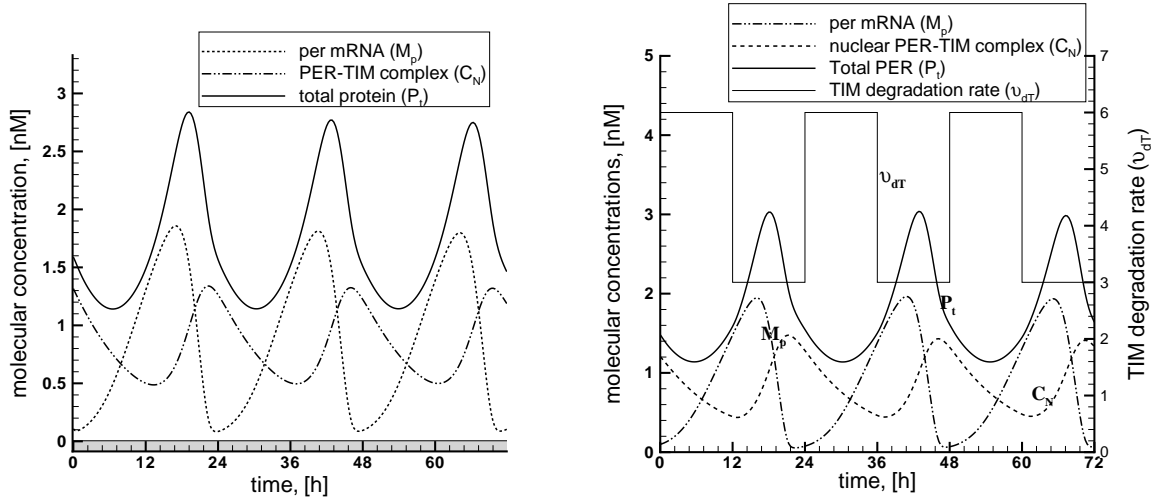 per mRNA (Mp)
PER-TIM complex (CN)
total protein (Pt)
molecular concentration, [nM]
3
2.5
2
1.5
1
0.5
0
0 12 24 36 48 60
time, [h]
per mRNA (Mp)
nuclear PER-TIM complex (CN)
Total PER (Pt)
TIM degradation rate (υdT)
molecular concentrations, [nM]
5
4
3
2
1
0
υdT
Pt
Mp
CN
0 12 24 36 48 60 72
time, [h]
7
6
5
4
3
2
1
0
TIM degradation rate (υdT)